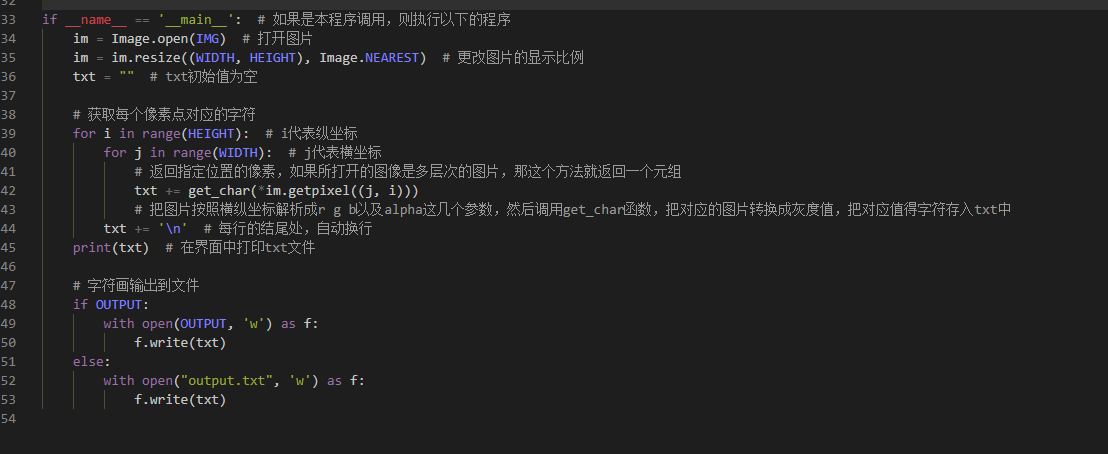 32
33 if __name__ == '__main__':  # 如果是本程序调用，则执行以下的程序
34     im = Image.open(IMG)  # 打开图片
35     im = im.resize((WIDTH, HEIGHT), Image.NEAREST)  # 更改图片的显示比例
36     txt = ""  # txt初始值为空
37
38     # 获取每个像素点对应的字符
39     for i in range(HEIGHT):  # i代表纵坐标
40         for j in range(WIDTH):  # j代表横坐标
41             # 返回指定位置的像素，如果所打开的图像是多层次的图片，那这个方法就返回一个元组
42             txt += get_char(*im.getpixel((j, i)))
43             # 把图片按照横纵坐标解析成r g b以及alpha这几个参数，然后调用get_char函数，把对应的图片转换成灰度值，把对应值得字符存入txt中
44         txt += '\n'  # 每行的结尾处，自动换行
45     print(txt)  # 在界面中打印txt文件
46
47     # 字符画输出到文件
48     if OUTPUT:
49         with open(OUTPUT, 'w') as f:
50             f.write(txt)
51     else:
52         with open("output.txt", 'w') as f:
53             f.write(txt)
54